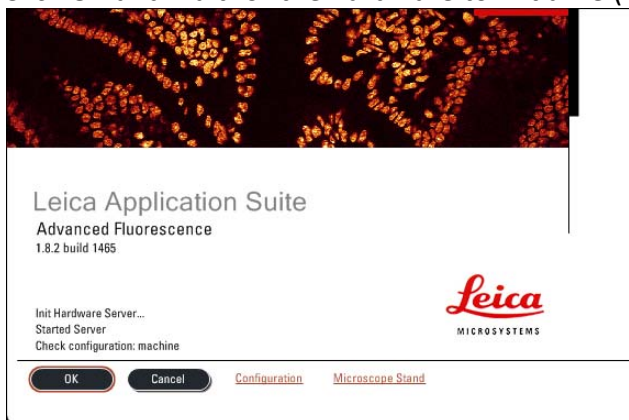 Leica Application Suite
Advanced Fluorescence
1.8.2 build 1465
Init Hardware Server...
Started Server
Check configuration: machine
Leica
MICROSYSTEMS
OK Cancel Configuration Microscope Stand